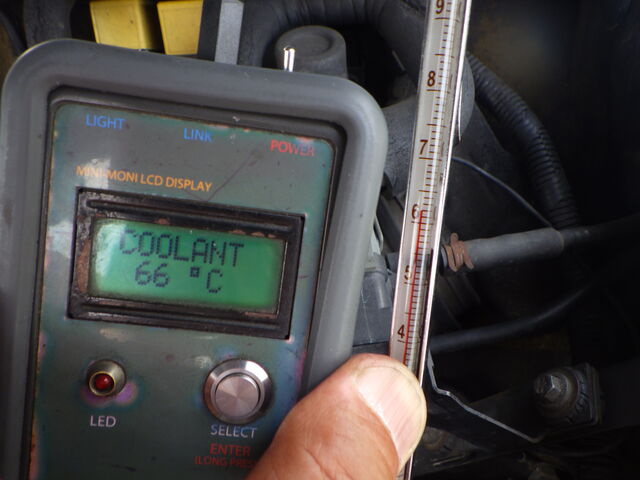 LIGHT LINK POWER
MINI-MONI LCD DISPLAY
COOLANT
66 °C
LED
SELECT
ENTER
(LONG PRES
9
8
7
6
5
4